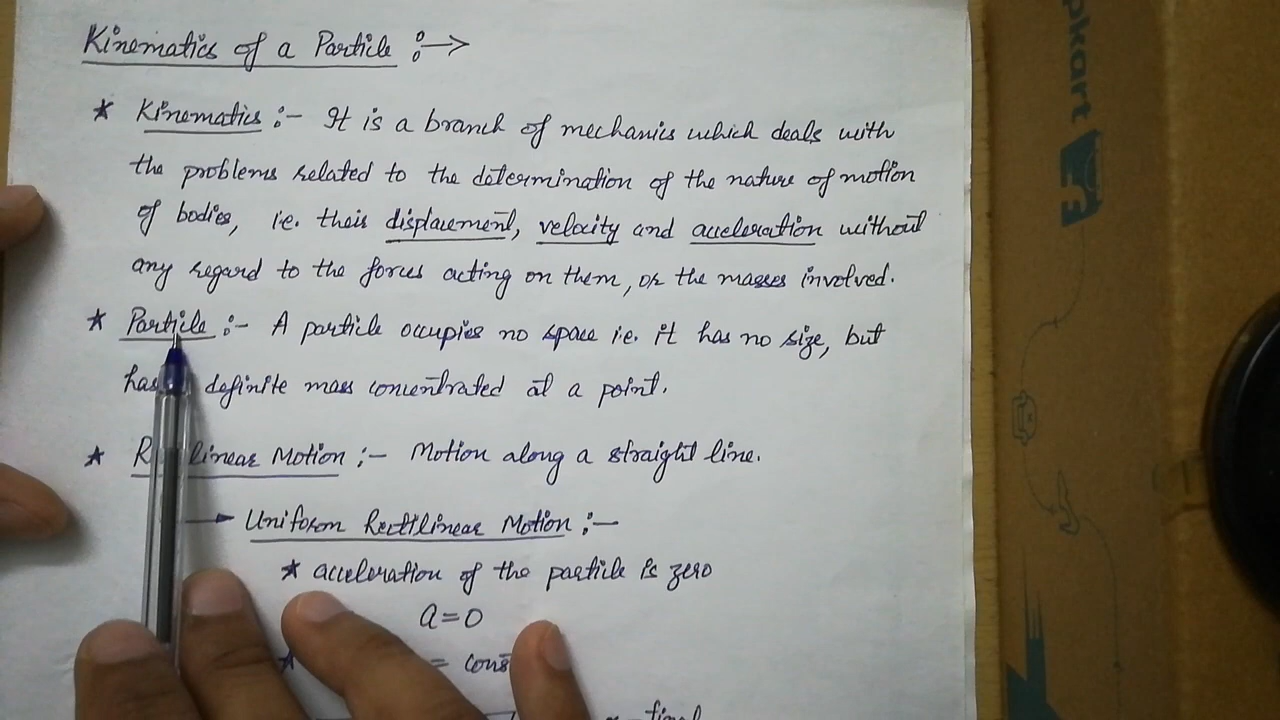 Kinematics of a Particle :->
* Kinematics :- It is a branch of mechanics which deals with
the problems related to the determination of the nature of motion
of bodies, i.e. their displacement, velocity and acceleration without
any regard to the forces acting on them, or the masses involved.
* Particle :- A particle occupies no space i.e. it has no size, but
has definite mass concentrated at a point.
* R linear Motion :- Motion along a straight line.
→ Uniform Rectilinear Motion :-
* acceleration of the particle is zero
a=0
* = cons
final
pkart